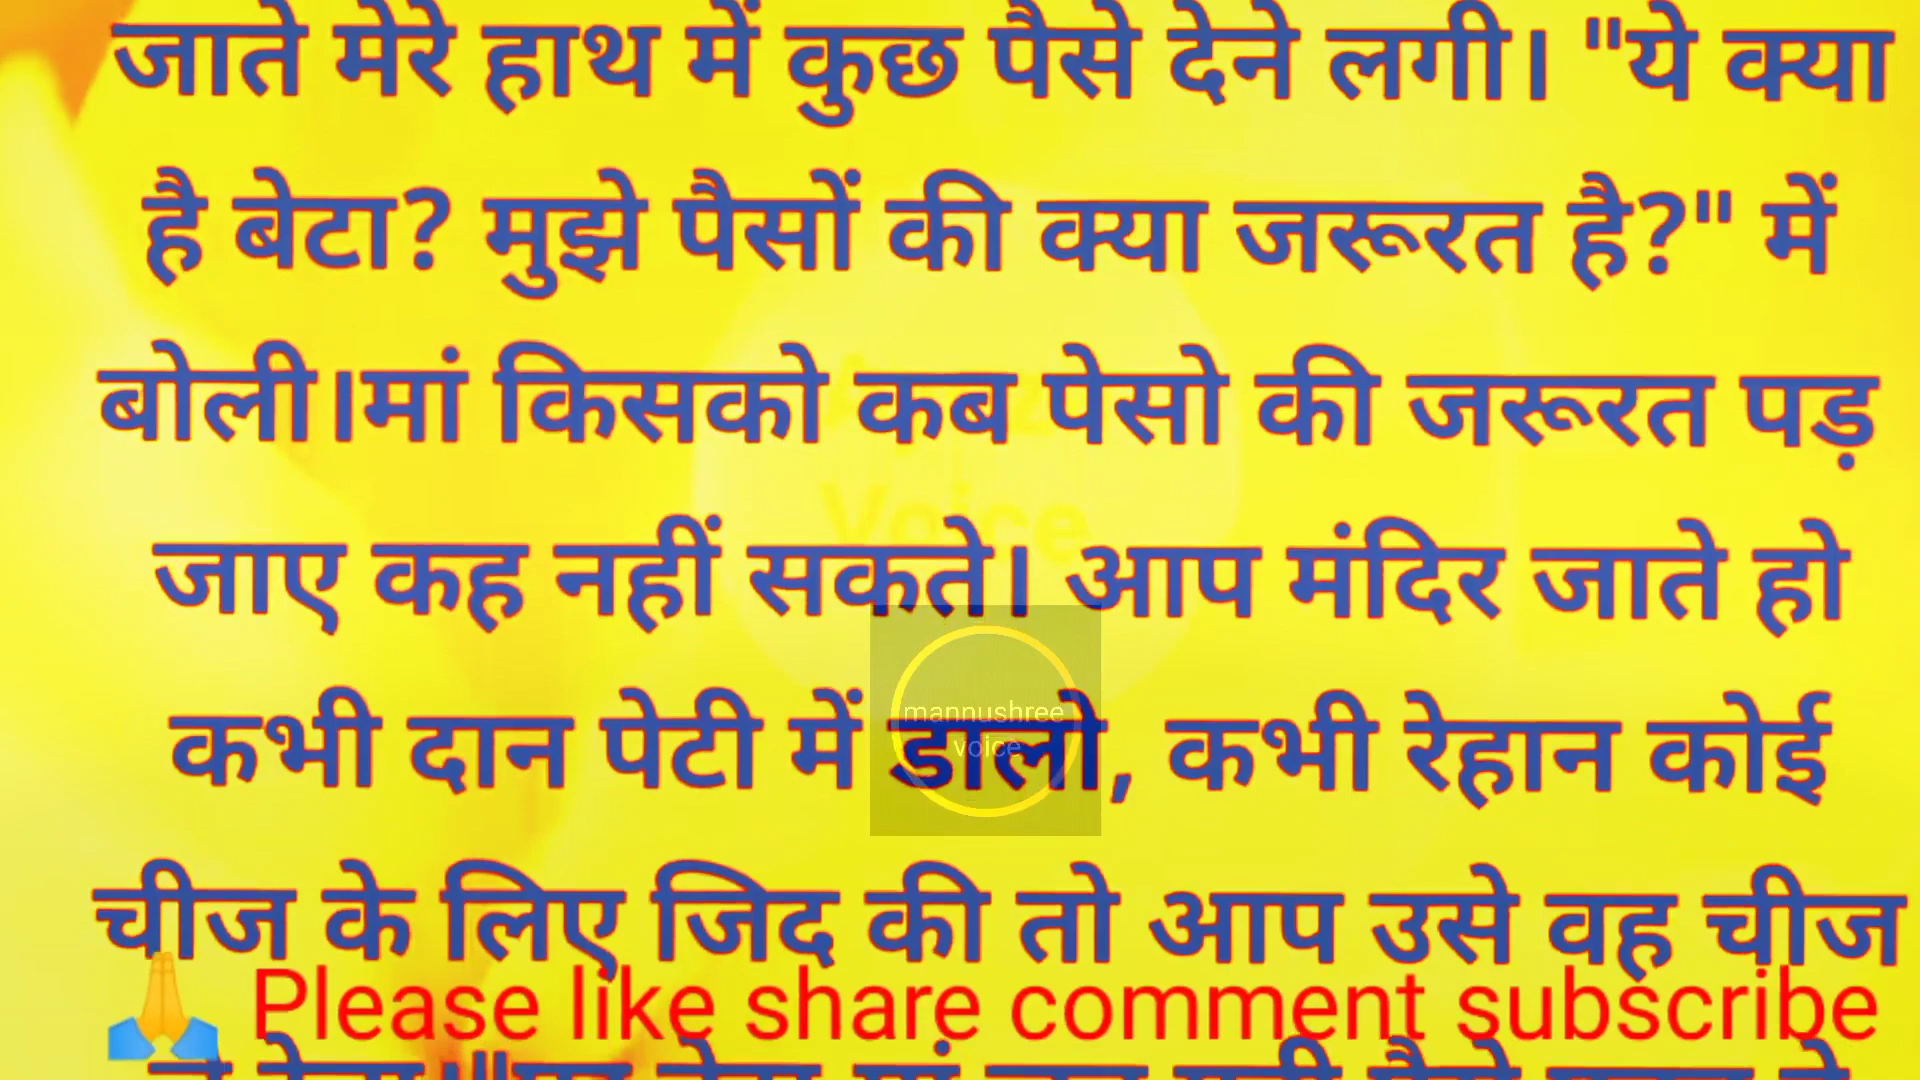 जाते मेरे हाथ में कुछ पैसे देने लगी। "ये क्या
है बेटा? मुझे पैसों की क्या जरूरत है?" में
बोली।मां किसको कब पेसो की जरूरत पड़
जाए कह नहीं सकते। आप मंदिर जाते हो
कभी दान पेटी में डालो, कभी रेहान कोई
mannushree
voice
चीज के लिए जिद की तो आप उसे वह चीज
🙏 Please like share comment subscribe